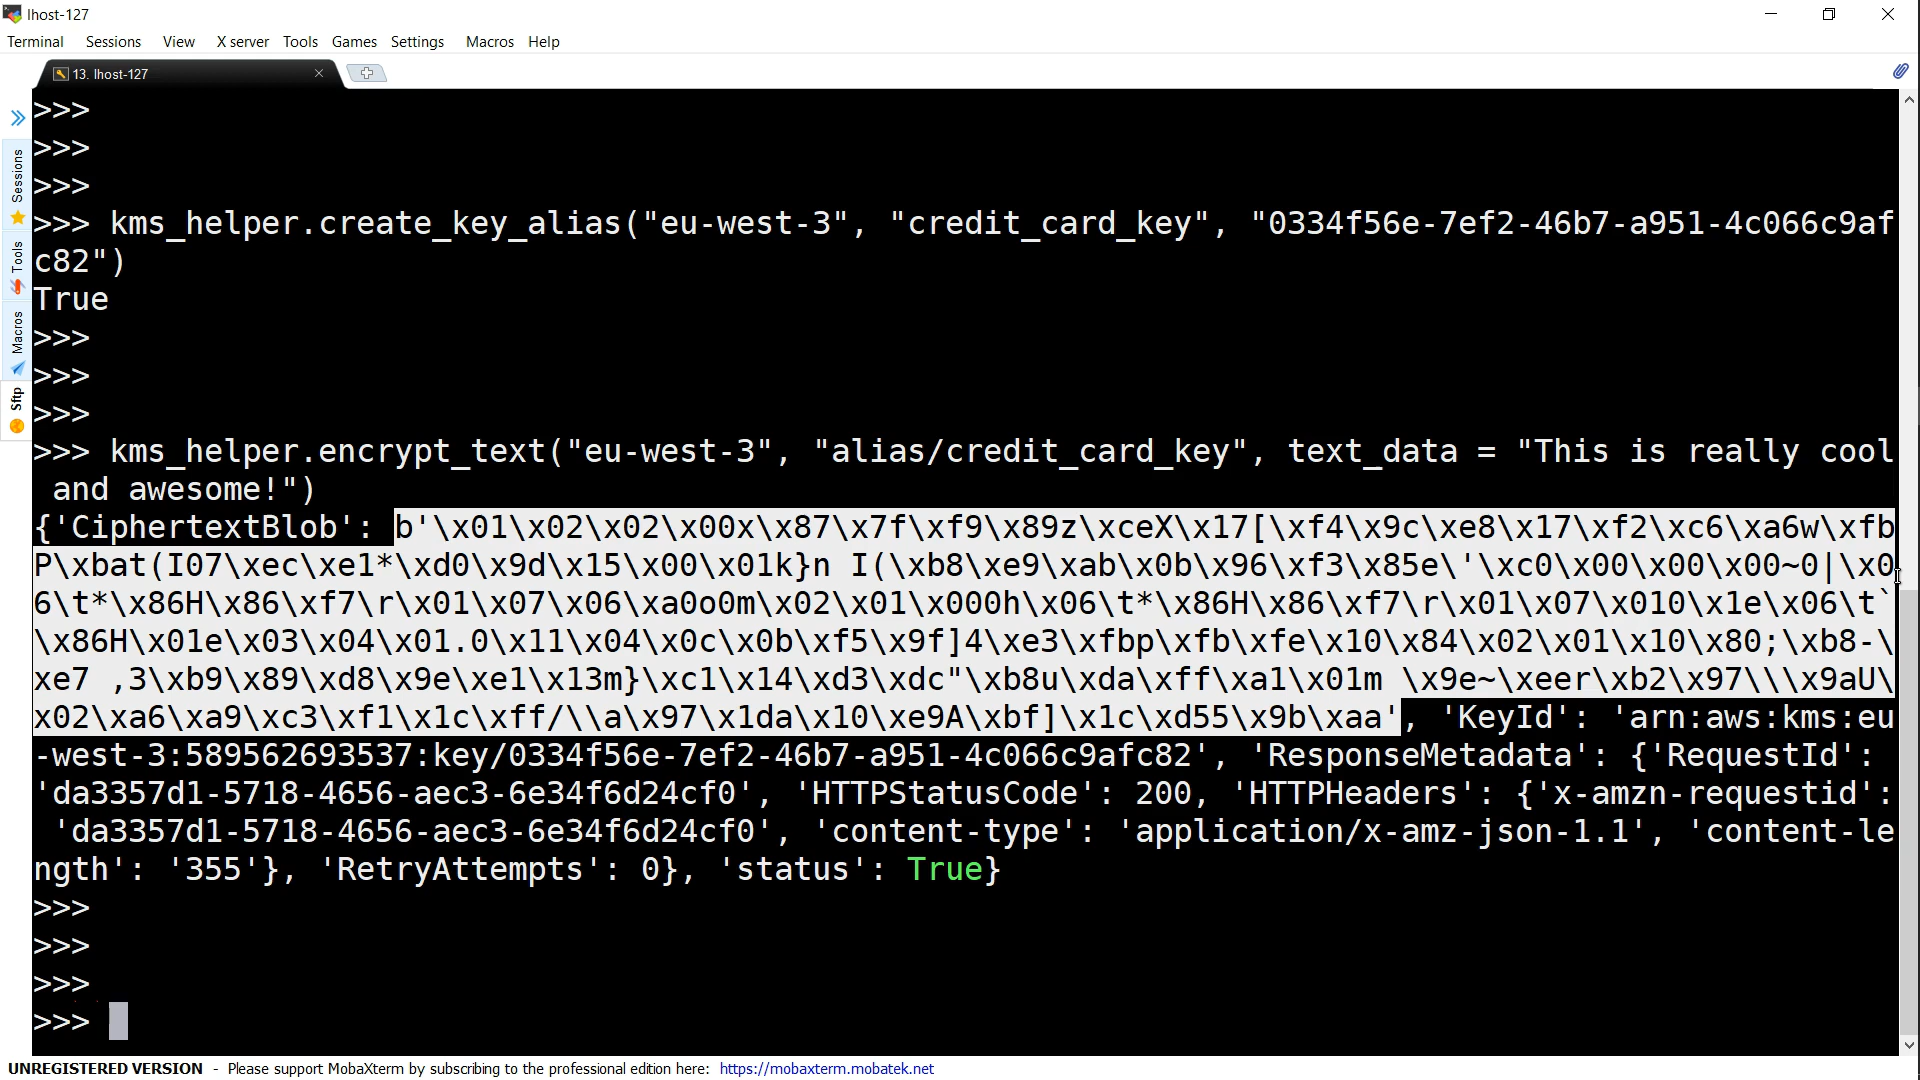 lhost-127
Terminal Sessions View X server Tools Games Settings Macros Help
13. lhost-127
Sessions
Tools
Macros
Sftp
>>>
>>>
>>>
>>> kms_helper.create_key_alias("eu-west-3", "credit_card_key", "0334f56e-7ef2-46b7-a951-4c066c9af
c82")
True
>>>
>>>
>>>
>>> kms_helper.encrypt_text("eu-west-3", "alias/credit_card_key", text_data = "This is really cool
 and awesome!")
{'CiphertextBlob': b'\x01\x02\x02\x00x\x87\x7f\xf9\x89z\xceX\x17[\xf4\x9c\xe8\x17\xf2\xc6\xa6w\xfb
P\xbat(I07\xec\xe1*\xd0\x9d\x15\x00\x01k}n I(\xb8\xe9\xab\x0b\x96\xf3\x85e\'\xc0\x00\x00\x00~0|\x0
6\t*\x86H\x86\xf7\r\x01\x07\x06\xa0o0m\x02\x01\x000h\x06\t*\x86H\x86\xf7\r\x01\x07\x010\x1e\x06\t`
\x86H\x01e\x03\x04\x01.0\x11\x04\x0c\x0b\xf5\x9f]4\xe3\xfbp\xfb\xfe\x10\x84\x02\x01\x10\x80;\xb8-\
xe7 ,3\xb9\x89\xd8\x9e\xe1\x13m}\xc1\x14\xd3\xdc"\xb8u\xda\xff\xa1\x01m \x9e~\xeer\xb2\x97\\\x9aU\
x02\xa6\xa9\xc3\xf1\x1c\xff/\\a\x97\x1da\x10\xe9A\xbf]\x1c\xd55\x9b\xaa', 'KeyId': 'arn:aws:kms:eu
-west-3:589562693537:key/0334f56e-7ef2-46b7-a951-4c066c9afc82', 'ResponseMetadata': {'RequestId':
'da3357d1-5718-4656-aec3-6e34f6d24cf0', 'HTTPStatusCode': 200, 'HTTPHeaders': {'x-amzn-requestid':
 'da3357d1-5718-4656-aec3-6e34f6d24cf0', 'content-type': 'application/x-amz-json-1.1', 'content-le
ngth': '355'}, 'RetryAttempts': 0}, 'status': True}
>>>
>>>
>>>
>>>
UNREGISTERED VERSION - Please support MobaXterm by subscribing to the professional edition here: https://mobaxterm.mobatek.net